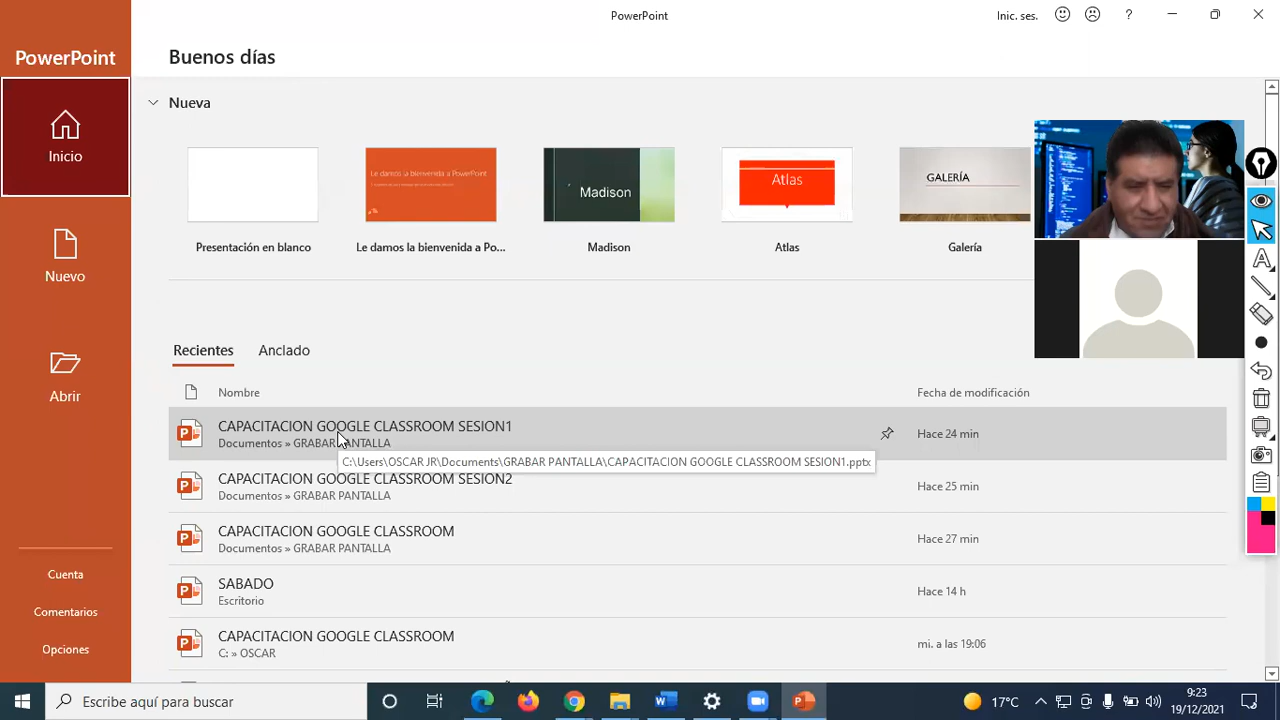 PowerPoint
Inic. ses.
?
PowerPoint
Buenos días
Inicio
Nuevo
Abrir
Nueva
Le damos la bienvenida a PowerPoint
Madison
Atlas
GALERÍA
Presentación en blanco
Le damos la bienvenida a Po...
Madison
Atlas
Galería
Recientes
Anclado
Nombre
Fecha de modificación
CAPACITACION GOOGLE CLASSROOM SESION1
Documentos » GRABAR PANTALLA
Hace 24 min
C:\Users\OSCAR JR\Documents\GRABAR PANTALLA\CAPACITACION GOOGLE CLASSROOM SESION1.pptx
CAPACITACION GOOGLE CLASSROOM SESION2
Documentos » GRABAR PANTALLA
Hace 25 min
CAPACITACION GOOGLE CLASSROOM
Documentos » GRABAR PANTALLA
Hace 27 min
SABADO
Escritorio
Hace 14 h
CAPACITACION GOOGLE CLASSROOM
C: » OSCAR
mi. a las 19:06
Cuenta
Comentarios
Opciones
Escribe aquí para buscar
17°C
9:23
19/12/2021